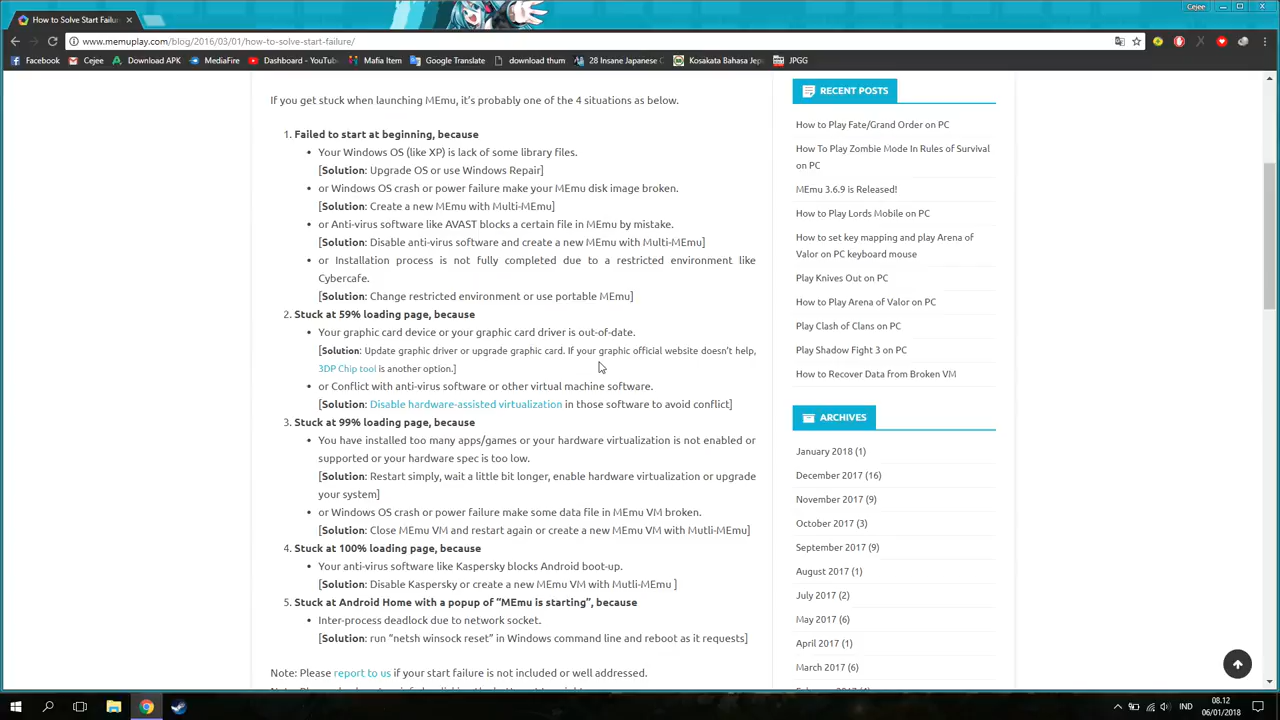 How to Solve Start Failur
Cejee
www.memuplay.com/blog/2016/03/01/how-to-solve-start-failure/
Facebook
Cejee
Download APK
MediaFire
Dashboard - YouTu
Mafia Item
Google Translate
download thum
28 Insane Japanese C
Kosakata Bahasa Jep
JPGG
If you get stuck when launching MEmu, it's probably one of the 4 situations as below.
1. Failed to start at beginning, because
• Your Windows OS (like XP) is lack of some library files.
[Solution: Upgrade OS or use Windows Repair]
• or Windows OS crash or power failure make your MEmu disk image broken.
[Solution: Create a new MEmu with Multi-MEmu]
• or Anti-virus software like AVAST blocks a certain file in MEmu by mistake.
[Solution: Disable anti-virus software and create a new MEmu with Multi-MEmu]
• or Installation process is not fully completed due to a restricted environment like
Cybercafe.
[Solution: Change restricted environment or use portable MEmu]
2. Stuck at 59% loading page, because
• Your graphic card device or your graphic card driver is out-of-date.
[Solution: Update graphic driver or upgrade graphic card. If your graphic official website doesn't help,
3DP Chip tool is another option.]
• or Conflict with anti-virus software or other virtual machine software.
[Solution: Disable hardware-assisted virtualization in those software to avoid conflict]
3. Stuck at 99% loading page, because
• You have installed too many apps/games or your hardware virtualization is not enabled or
supported or your hardware spec is too low.
[Solution: Restart simply, wait a little bit longer, enable hardware virtualization or upgrade
your system]
• or Windows OS crash or power failure make some data file in MEmu VM broken.
[Solution: Close MEmu VM and restart again or create a new MEmu VM with Mutli-MEmu]
4. Stuck at 100% loading page, because
• Your anti-virus software like Kaspersky blocks Android boot-up.
[Solution: Disable Kaspersky or create a new MEmu VM with Mutli-MEmu ]
5. Stuck at Android Home with a popup of "MEmu is starting", because
• Inter-process deadlock due to network socket.
[Solution: run "netsh winsock reset" in Windows command line and reboot as it requests]
Note: Please report to us if your start failure is not included or well addressed.
RECENT POSTS
How to Play Fate/Grand Order on PC
How To Play Zombie Mode In Rules of Survival
on PC
MEmu 3.6.9 is Released!
How to Play Lords Mobile on PC
How to set key mapping and play Arena of
Valor on PC keyboard mouse
Play Knives Out on PC
How to Play Arena of Valor on PC
Play Clash of Clans on PC
Play Shadow Fight 3 on PC
How to Recover Data from Broken VM
ARCHIVES
January 2018 (1)
December 2017 (16)
November 2017 (9)
October 2017 (3)
September 2017 (9)
August 2017 (1)
July 2017 (2)
May 2017 (6)
April 2017 (1)
March 2017 (6)
IND
08.12
06/01/2018